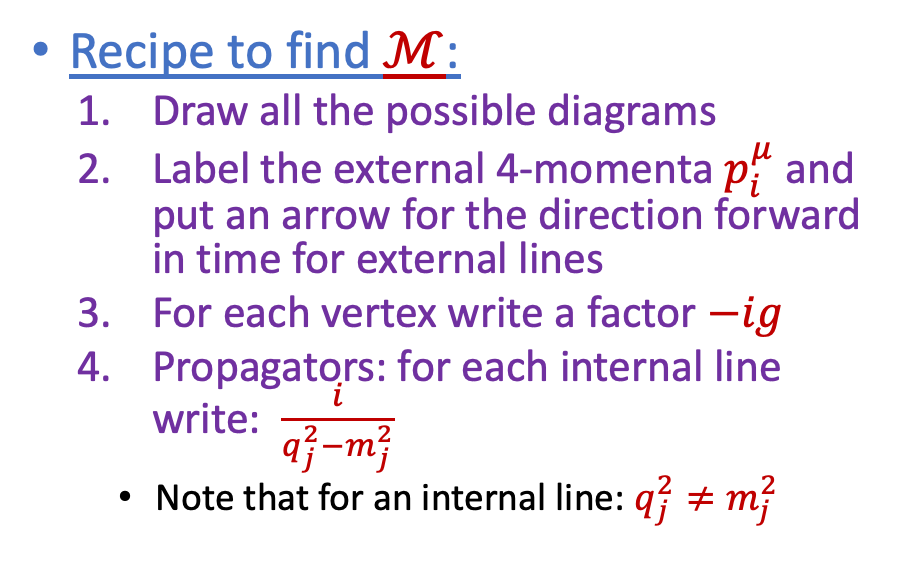 • Recipe to find ℳ:
1. Draw all the possible diagrams
2. Label the external 4-momenta $p_i^\mu$ and
put an arrow for the direction forward
in time for external lines
3. For each vertex write a factor $-ig$
4. Propagators: for each internal line
write: $\frac{i}{q_j^2-m_j^2}$
• Note that for an internal line: $q_j^2 \neq m_j^2$